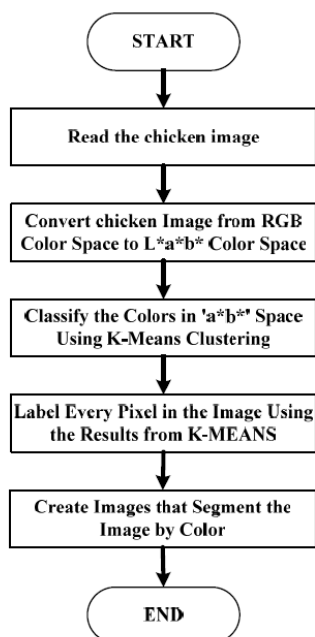 START
Read the chicken image
Convert chicken Image from RGB
Color Space to L*a*b* Color Space
Classify the Colors in 'a*b*' Space
Using K-Means Clustering
Label Every Pixel in the Image Using
the Results from K-MEANS
Create Images that Segment the
Image by Color
END